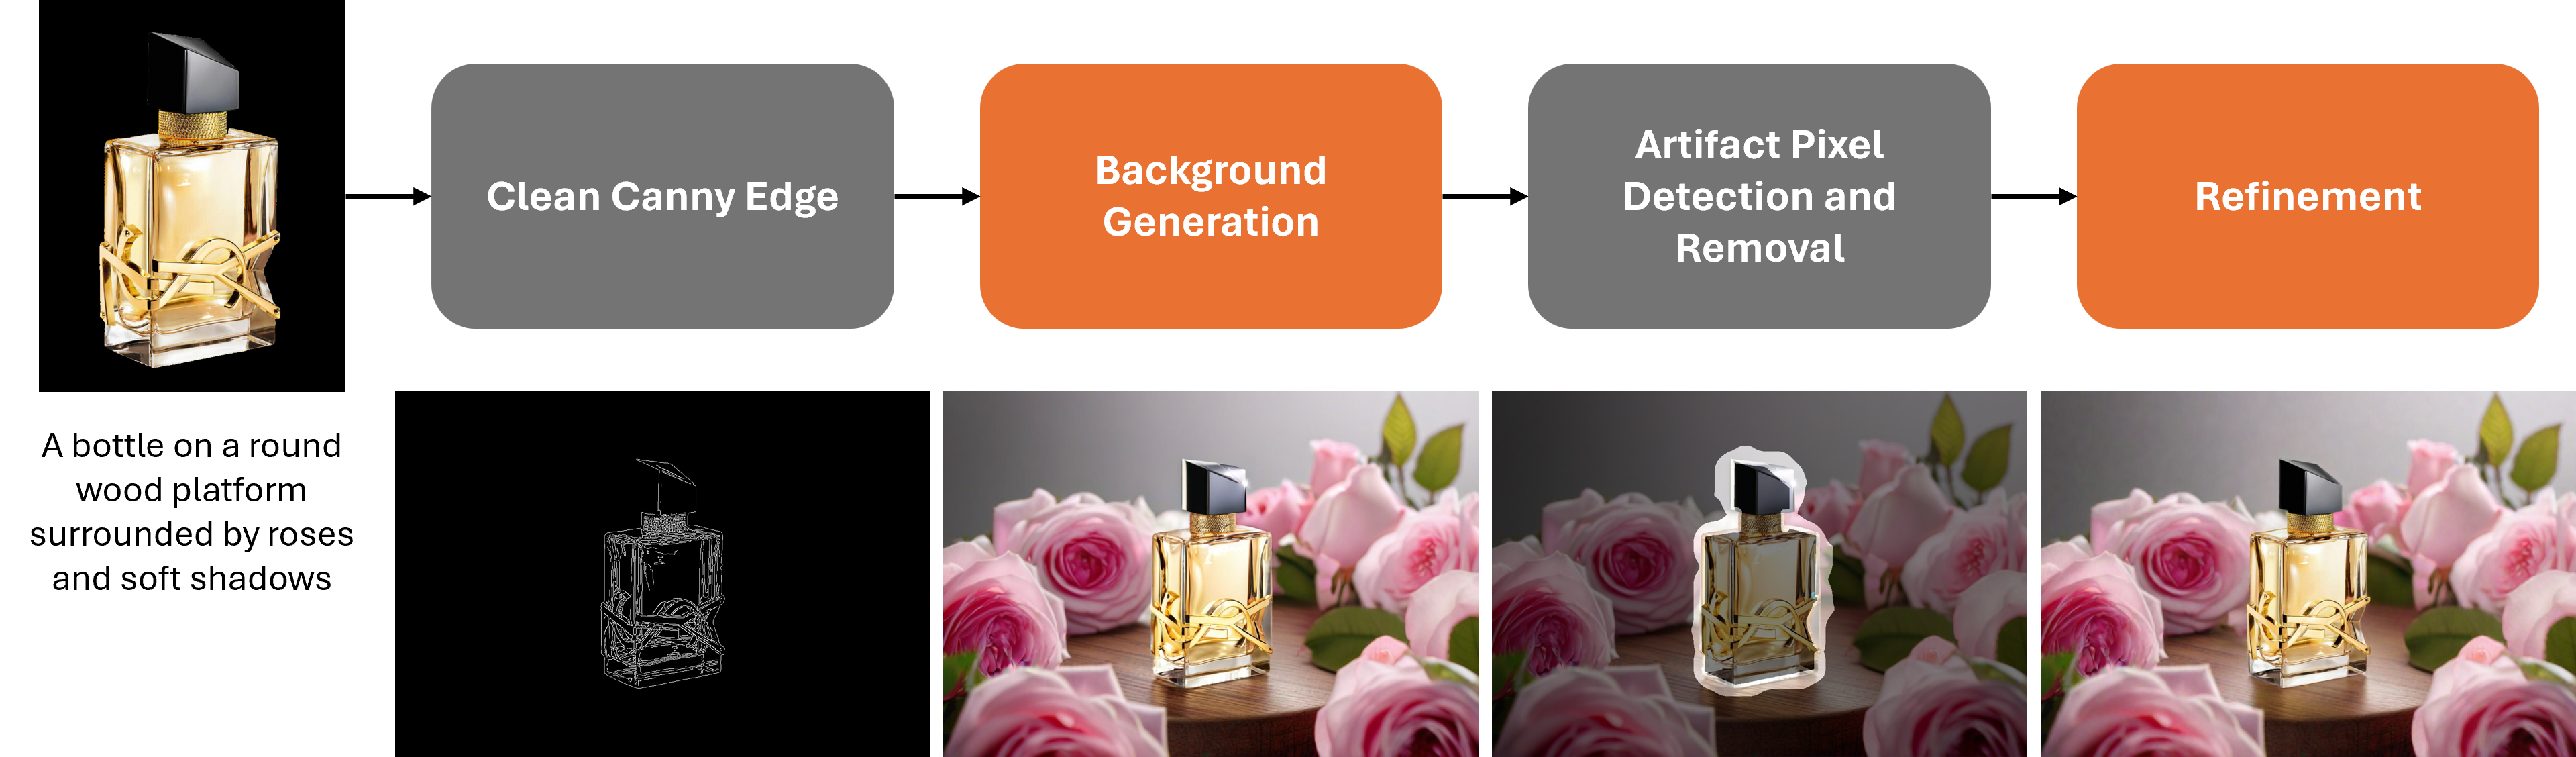 Clean Canny Edge
Background
Generation
Artifact Pixel
Detection and
Removal
Refinement
A bottle on a round
wood platform
surrounded by roses
and soft shadows